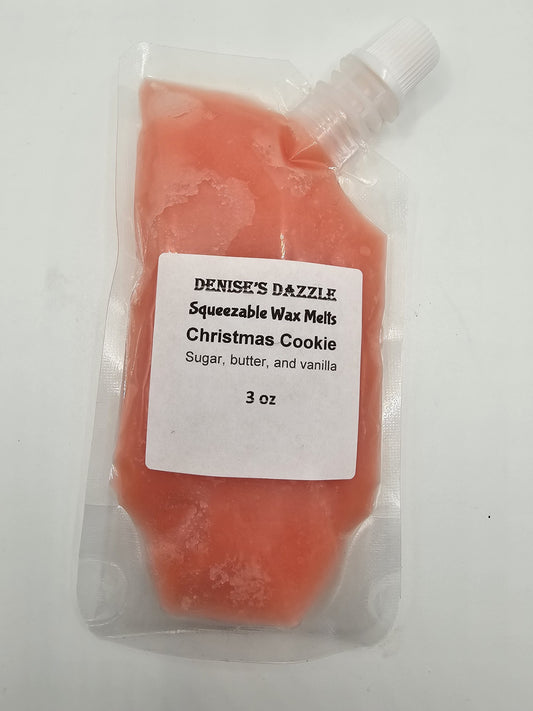 DENISE'S DAZZLE
Squeezable Wax Melts
Christmas Cookie
Sugar, butter, and vanilla
3 oz